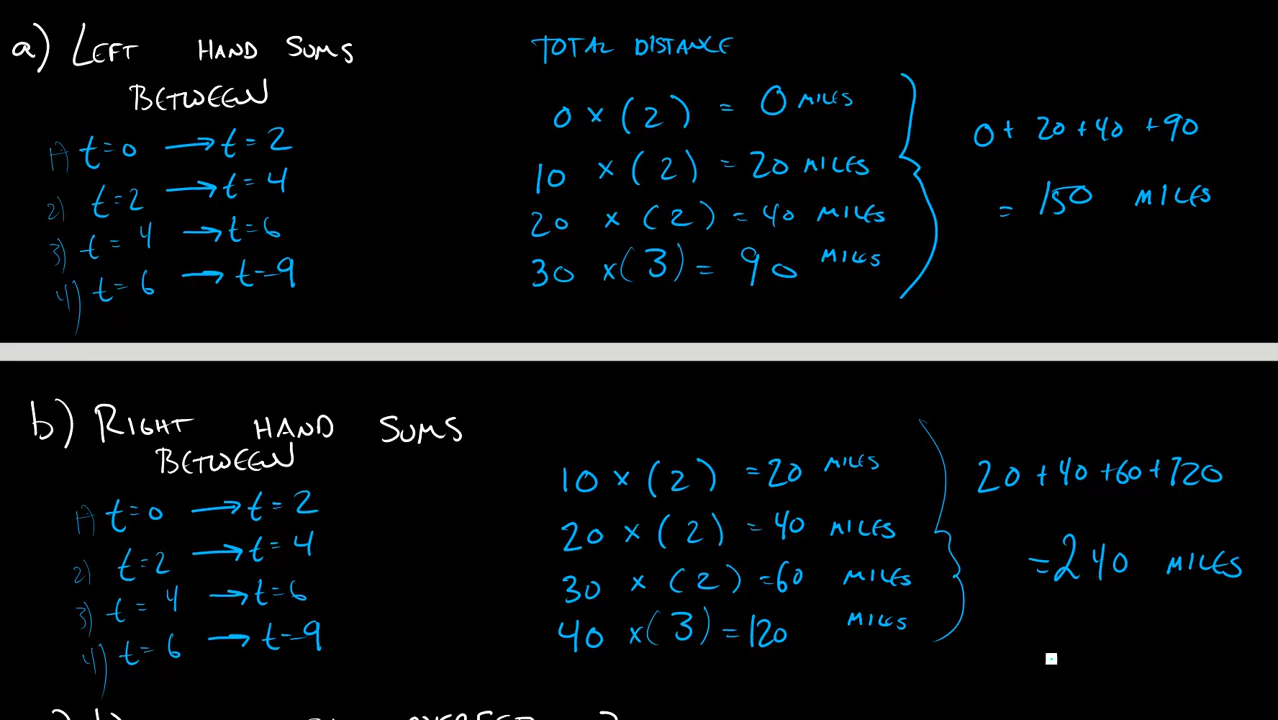 a) LEFT HAND SUMS
BETWEEN
1) t=0 → t=2
2) t=2 → t=4
3) t=4 → t=6
4) t=6 → t=9
TOTAL DISTANCE
0 × (2) = 0 MILES
10 × (2) = 20 MILES
20 × (2) = 40 MILES
30 × (3) = 90 MILES
0+ 20+40 +90
= 150 MILES
b) RIGHT HAND SUMS
BETWEEN
1) t=0 → t=2
2) t=2 → t=4
3) t=4 → t=6
4) t=6 → t=9
10 × (2) =20 MILES
20 × (2) =40 MILES
30 × (2) =60 MILES
40 × (3) =120 MILES
20 +40 +60+120
=240 MILES